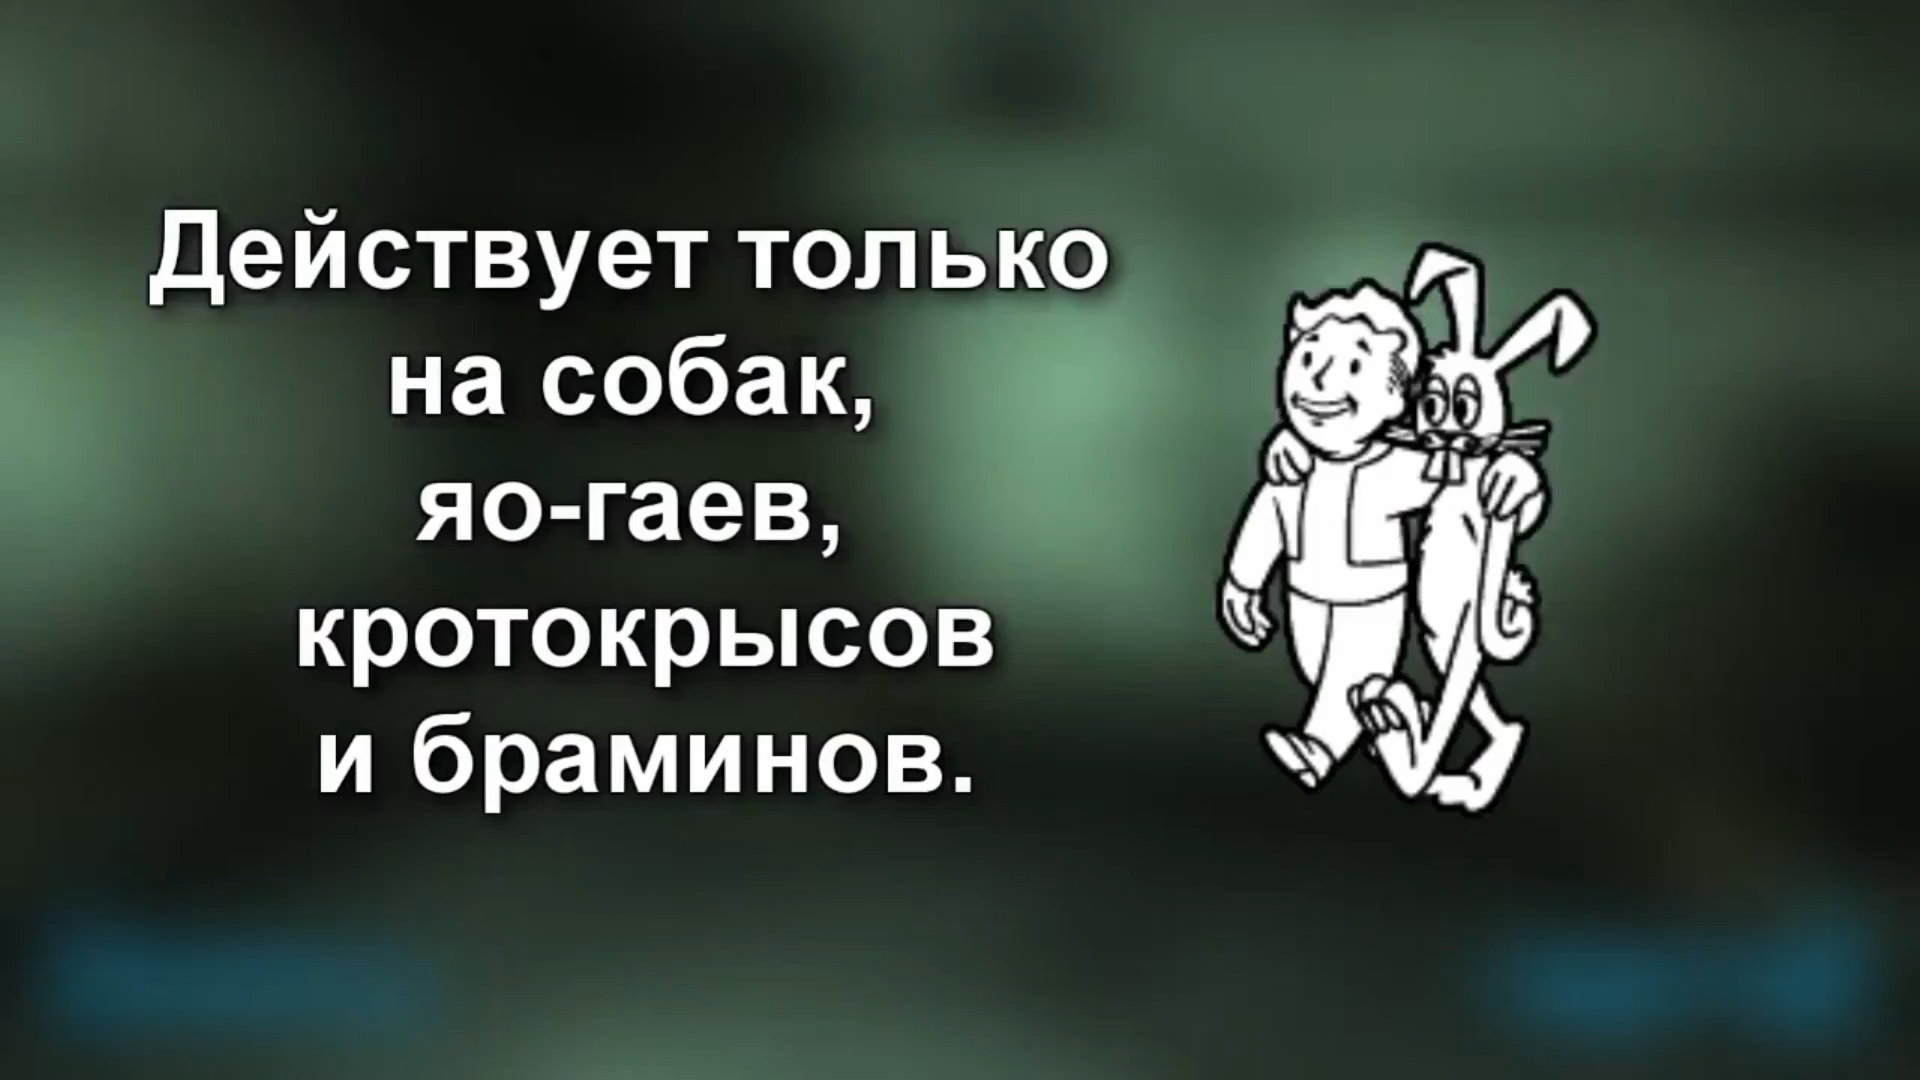 Действует только
на собак,
яо-гаев,
кротокрысов
и браминов.